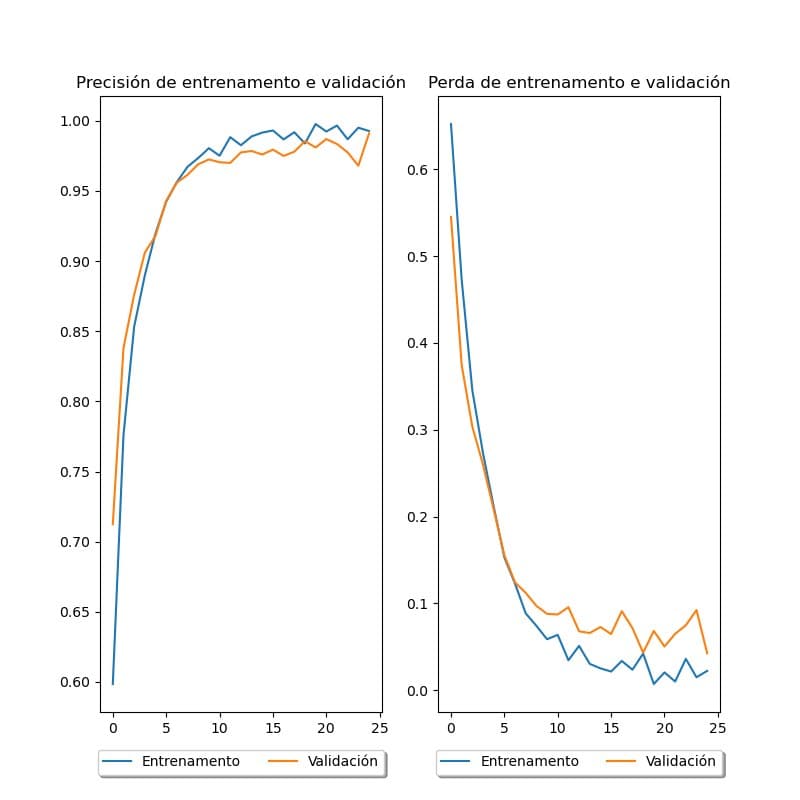 Precisión de entrenamento e validación
1.00
0.95
0.90
0.85
0.80
0.75
0.70
0.65
0.60
0 5 10 15 20 25
Entrenamento Validación
Perda de entrenamento e validación
0.6
0.5
0.4
0.3
0.2
0.1
0.0
0 5 10 15 20 25
Entrenamento Validación